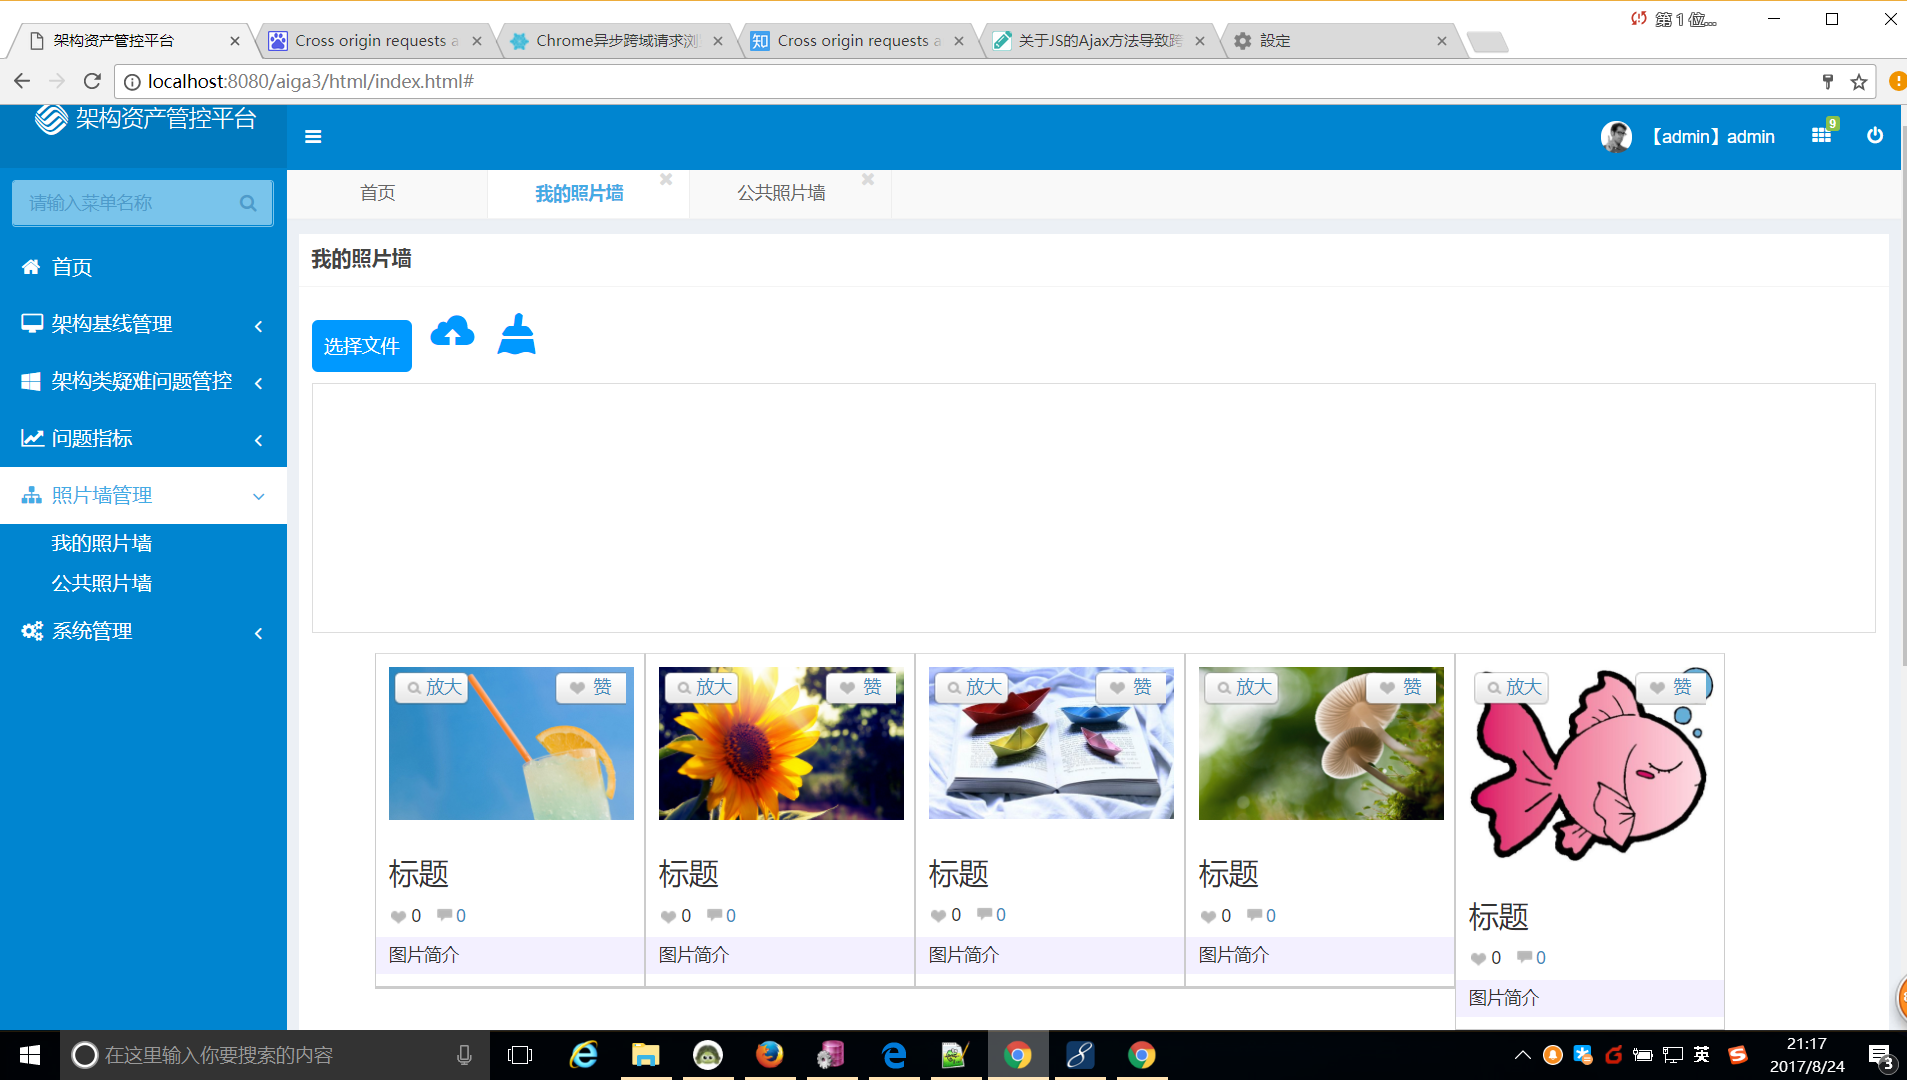 第 1 位...
架构资产管控平台
Cross origin requests a
Chrome异步跨域请求浏
知
Cross origin requests a
关于JS的Ajax方法导致跨
設定
localhost:8080/aiga3/html/index.html#
架构资产管控平台
【admin】admin
9
请输入菜单名称
首页
我的照片墙
公共照片墙
首页
架构基线管理
架构类疑难问题管控
问题指标
照片墙管理
我的照片墙
公共照片墙
系统管理
我的照片墙
选择文件
放大 赞
放大 赞
放大 赞
放大 赞
放大 赞
标题
0 0
图片简介
标题
0 0
图片简介
标题
0 0
图片简介
标题
0 0
图片简介
标题
0 0
图片简介
在这里输入你要搜索的内容
英
21:17
2017/8/24
3